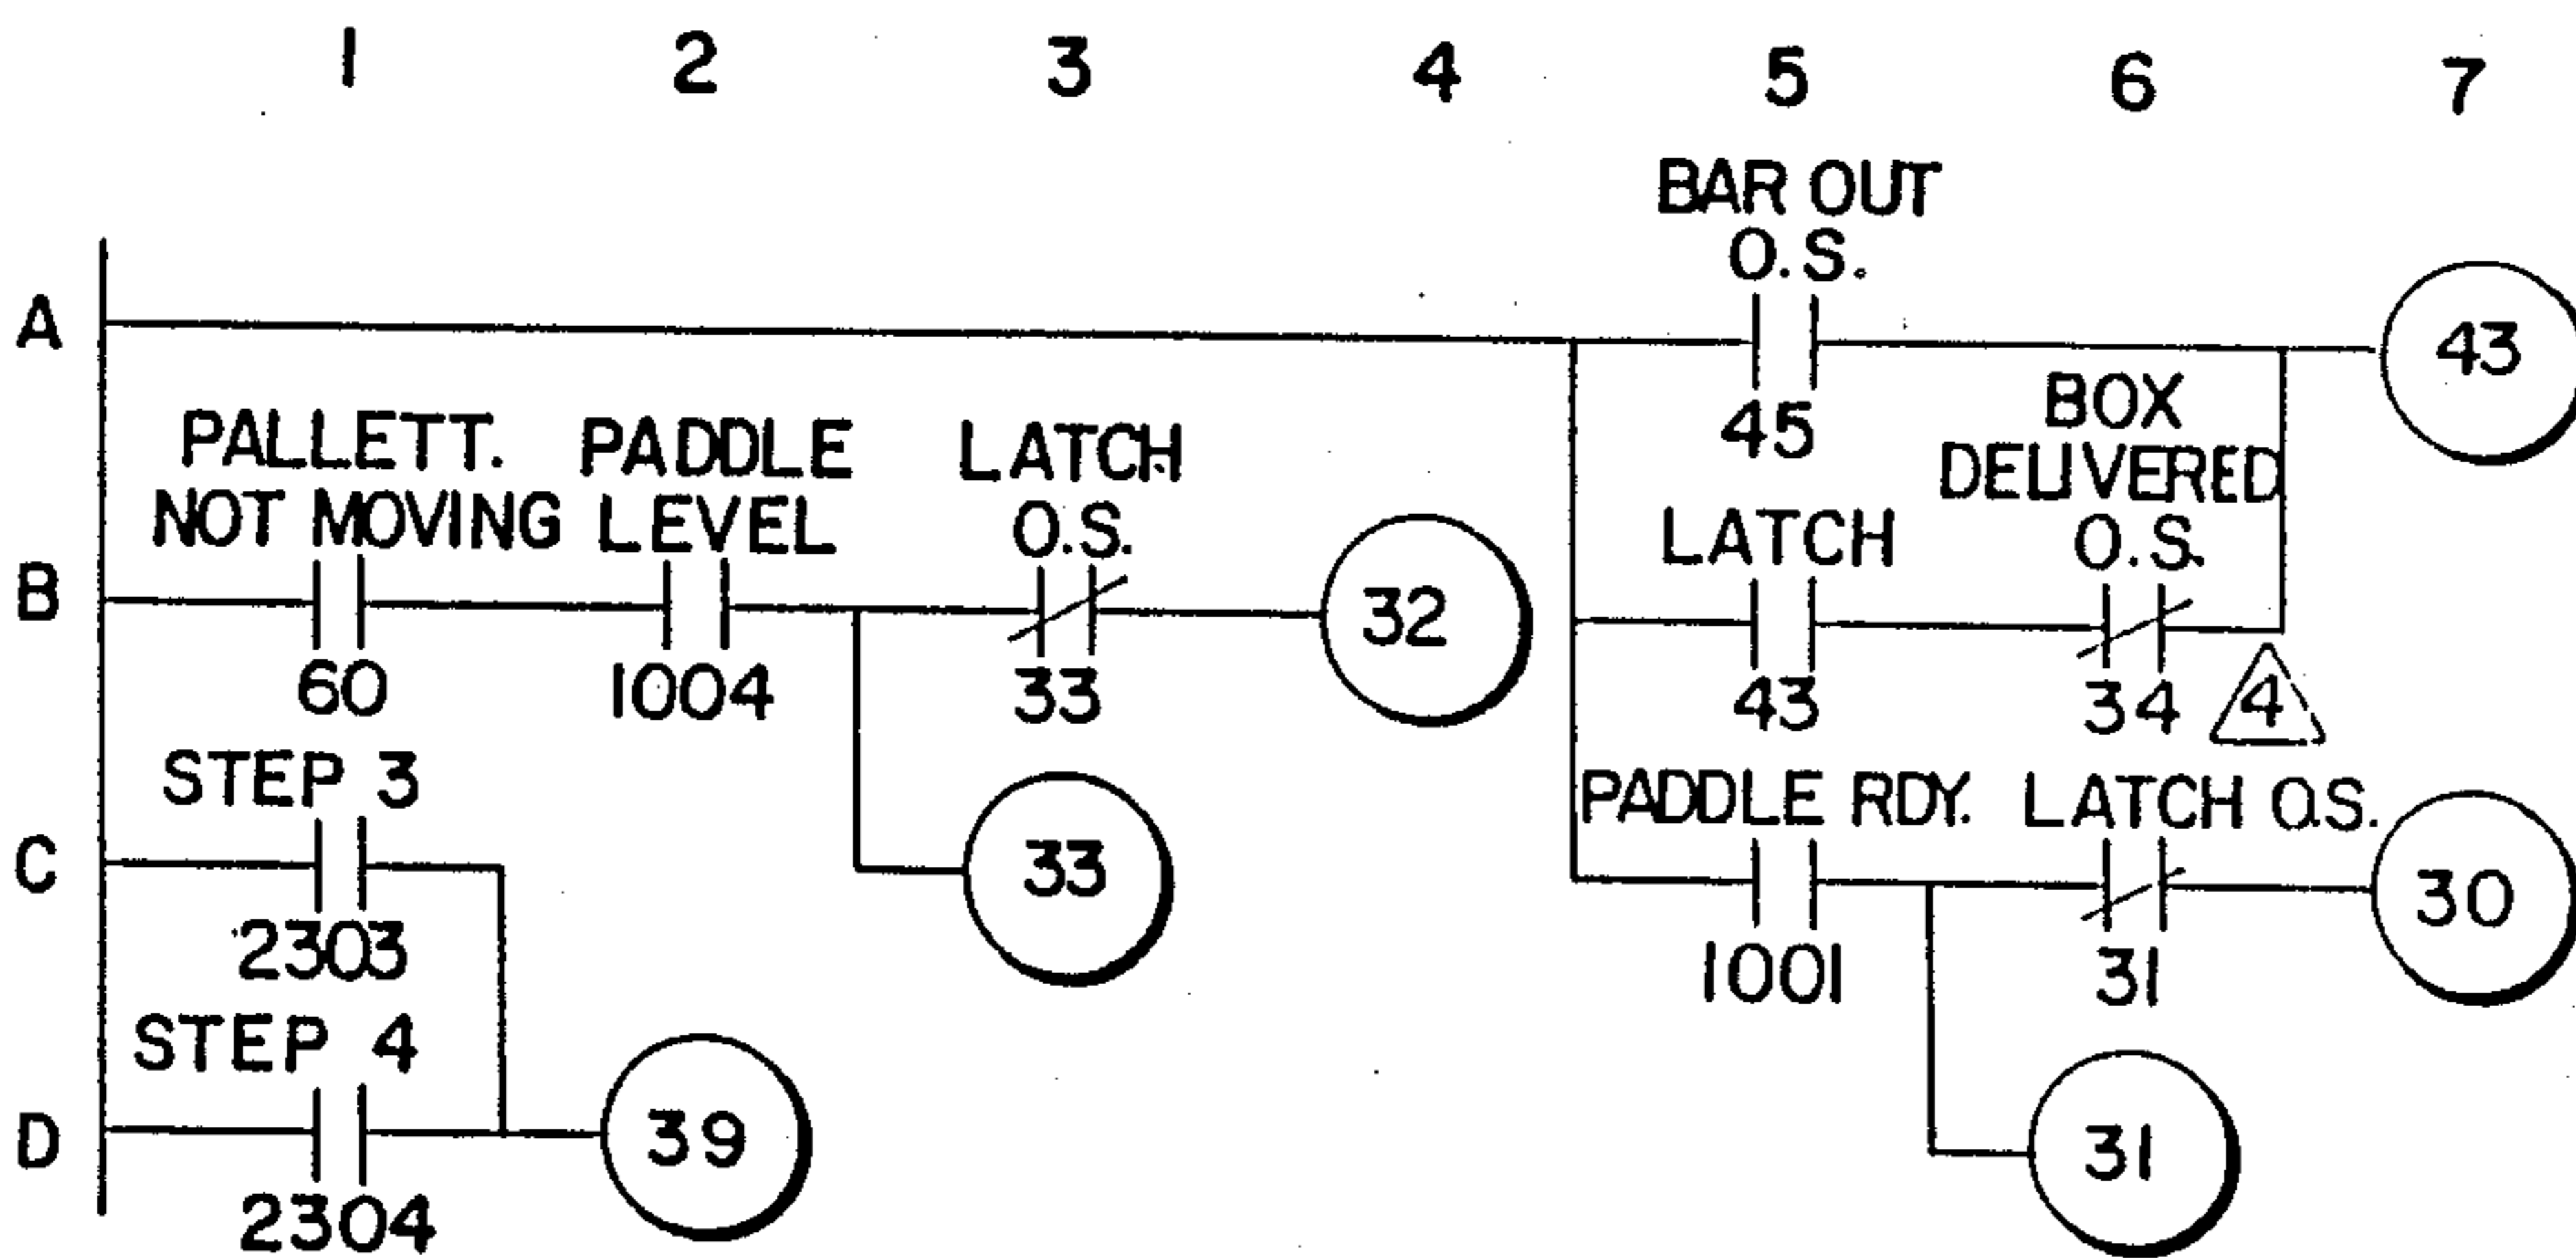 1 2 3 4 5 6 7
BAR OUT
O.S.
A
45
43
PALLETT.
NOT MOVING
PADDLE
LEVEL
LATCH
O.S.
LATCH
BOX
DELIVERED
O.S.
B
60
1004
33
32
43
34
4
STEP 3
PADDLE RDY.
LATCH O.S.
C
2303
33
1001
31
30
STEP 4
D
2304
39
31